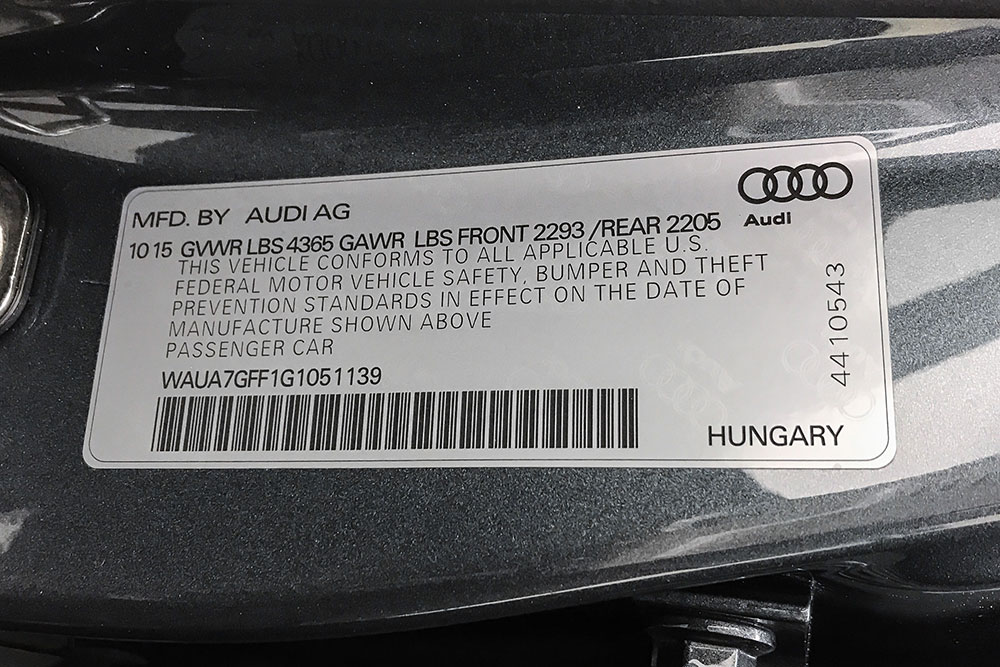 MFD. BY AUDI AG
Audi
10 15 GVWR LBS 4365 GAWR LBS FRONT 2293 /REAR 2205
THIS VEHICLE CONFORMS TO ALL APPLICABLE U.S.
FEDERAL MOTOR VEHICLE SAFETY, BUMPER AND THEFT
PREVENTION STANDARDS IN EFFECT ON THE DATE OF
MANUFACTURE SHOWN ABOVE
PASSENGER CAR
WAUA7GFF1G1051139
4410543
HUNGARY